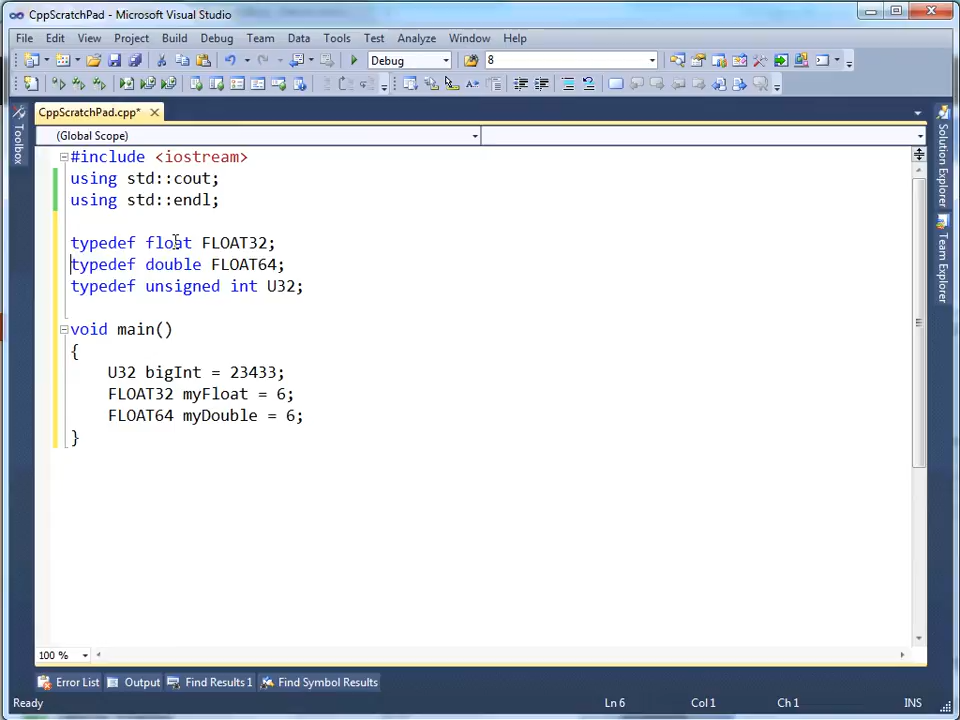 CppScratchPad - Microsoft Visual Studio
File Edit View Project Build Debug Team Data Tools Test Analyze Window Help
Debug 8
CppScratchPad.cpp*
(Global Scope)
#include <iostream>
using std::cout;
using std::endl;
typedef float FLOAT32;
typedef double FLOAT64;
typedef unsigned int U32;
void main()
{
U32 bigInt = 23433;
FLOAT32 myFloat = 6;
FLOAT64 myDouble = 6;
}
Toolbox
Solution Explorer
Team Explorer
100 %
Error List Output Find Results 1 Find Symbol Results
Ready Ln 6 Col 1 Ch 1 INS